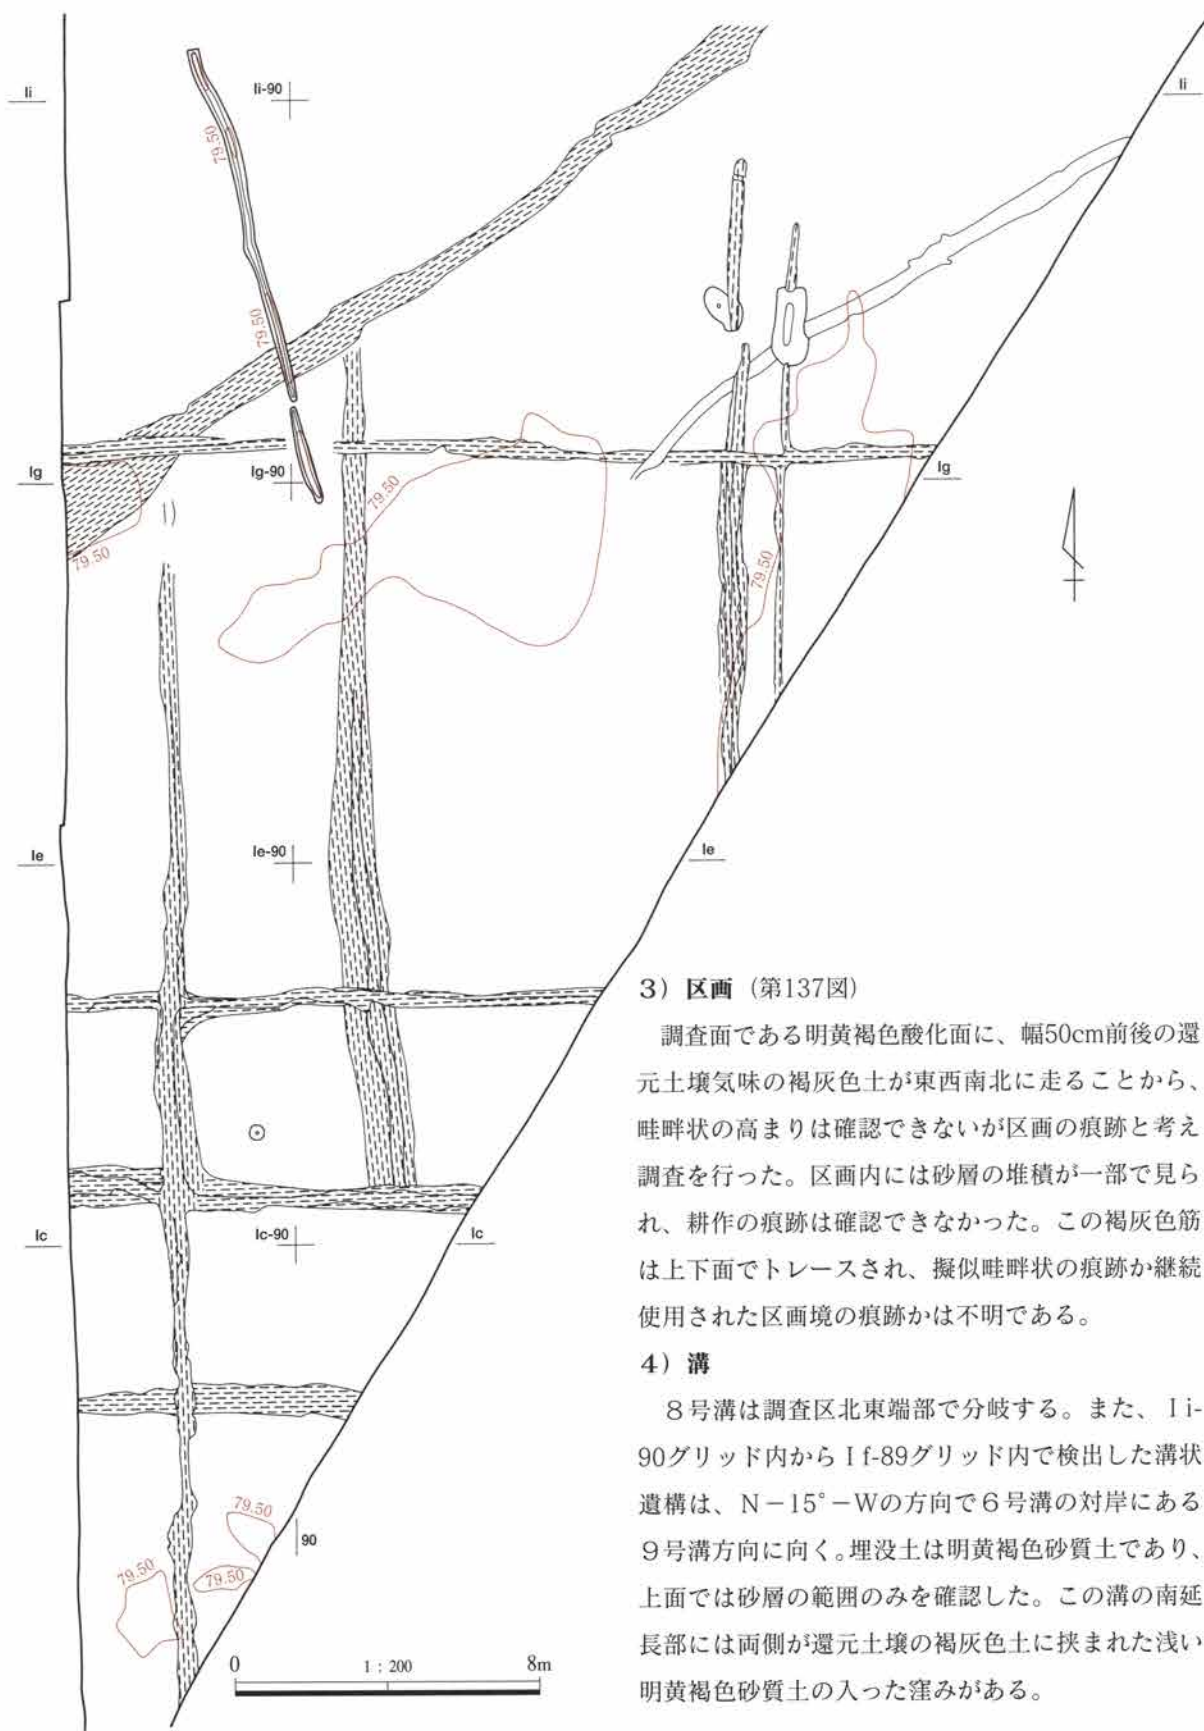 Ii
Ii-90
Ii
79.50
79.50
Ig
Ig-90
79.50
Ig
79.50
79.50
Ie
Ie-90
Ie
3）区画（第137図）
調査面である明黄褐色酸化面に、幅50cm前後の還
元土壌気味の褐灰色土が東西南北に走ることから、
畦畔状の高まりは確認できないが区画の痕跡と考え
調査を行った。区画内には砂層の堆積が一部で見ら
れ、耕作の痕跡は確認できなかった。この褐灰色筋
は上下面でトレースされ、擬似畦畔状の痕跡か継続
使用された区画境の痕跡かは不明である。
Ic
Ic-90
Ic
4）溝
８号溝は調査区北東端部で分岐する。また、Ｉi-
90グリッド内からＩf-89グリッド内で検出した溝状
遺構は、Ｎ－15°－Ｗの方向で６号溝の対岸にある
９号溝方向に向く。埋没土は明黄褐色砂質土であり、
上面では砂層の範囲のみを確認した。この溝の南延
長部には両側が還元土壌の褐灰色土に挟まれた浅い
明黄褐色砂質土の入った窪みがある。
79.50
90
79.50
79.50
0
1：200
8m